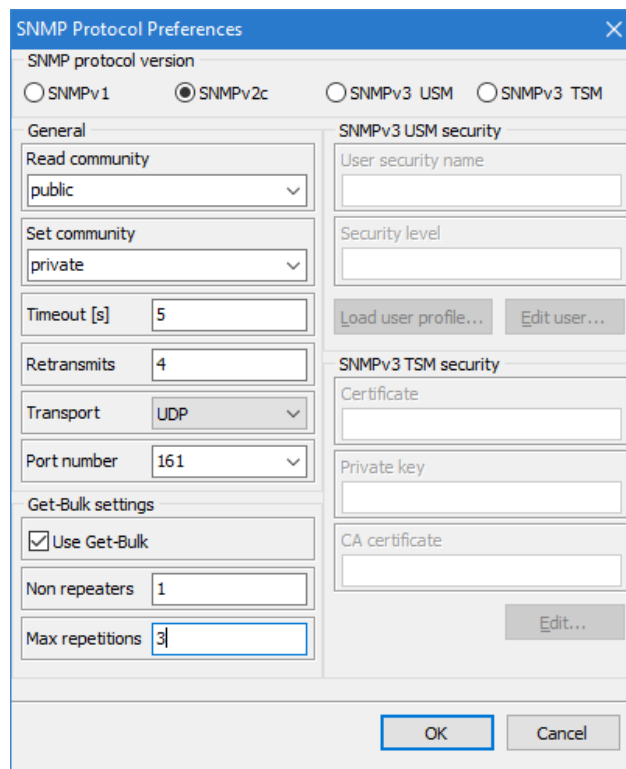 SNMP Protocol Preferences
SNMP protocol version
SNMPv1 SNMPv2c SNMPv3 USM SNMPv3 TSM
General
Read community
public
Set community
private
Timeout [s] 5
Retransmits 4
Transport UDP
Port number 161
Get-Bulk settings
Use Get-Bulk
Non repeaters 1
Max repetitions 3
SNMPv3 USM security
User security name
Security level
Load user profile... Edit user...
SNMPv3 TSM security
Certificate
Private key
CA certificate
Edit...
OK Cancel